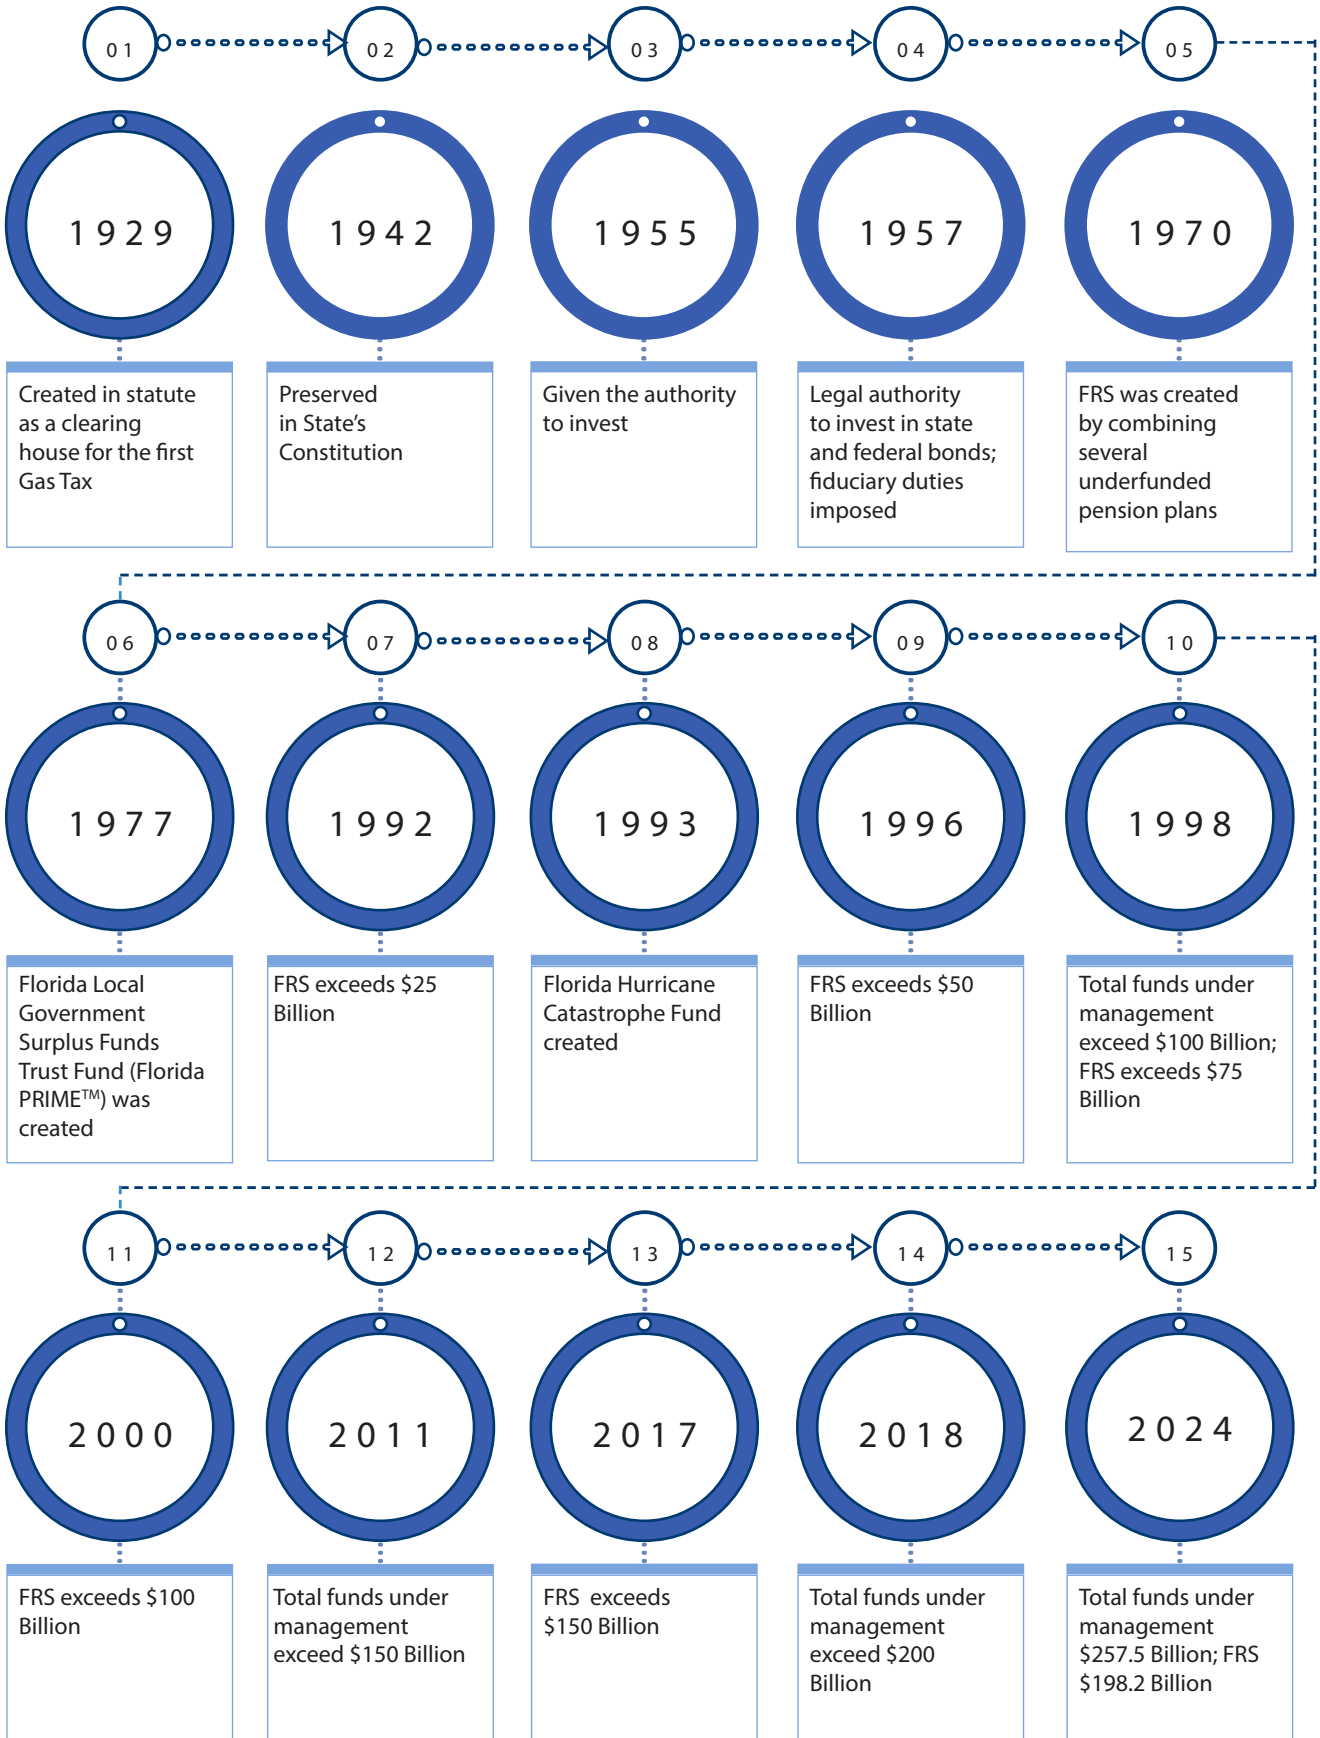 01
02
03
04
05
1929
1942
1955
1957
1970
Created in statute
as a clearing
house for the first
Gas Tax
Preserved
in State’s
Constitution
Given the authority
to invest
Legal authority
to invest in state
and federal bonds;
fiduciary duties
imposed
FRS was created
by combining
several
underfunded
pension plans
06
07
08
09
10
1977
1992
1993
1996
1998
Florida Local
Government
Surplus Funds
Trust Fund (Florida
PRIME™) was
created
FRS exceeds $25
Billion
Florida Hurricane
Catastrophe Fund
created
FRS exceeds $50
Billion
Total funds under
management
exceed $100 Billion;
FRS exceeds $75
Billion
11
12
13
14
15
2000
2011
2017
2018
2024
FRS exceeds $100
Billion
Total funds under
management
exceed $150 Billion
FRS exceeds
$150 Billion
Total funds under
management
exceed $200
Billion
Total funds under
management
$257.5 Billion; FRS
$198.2 Billion